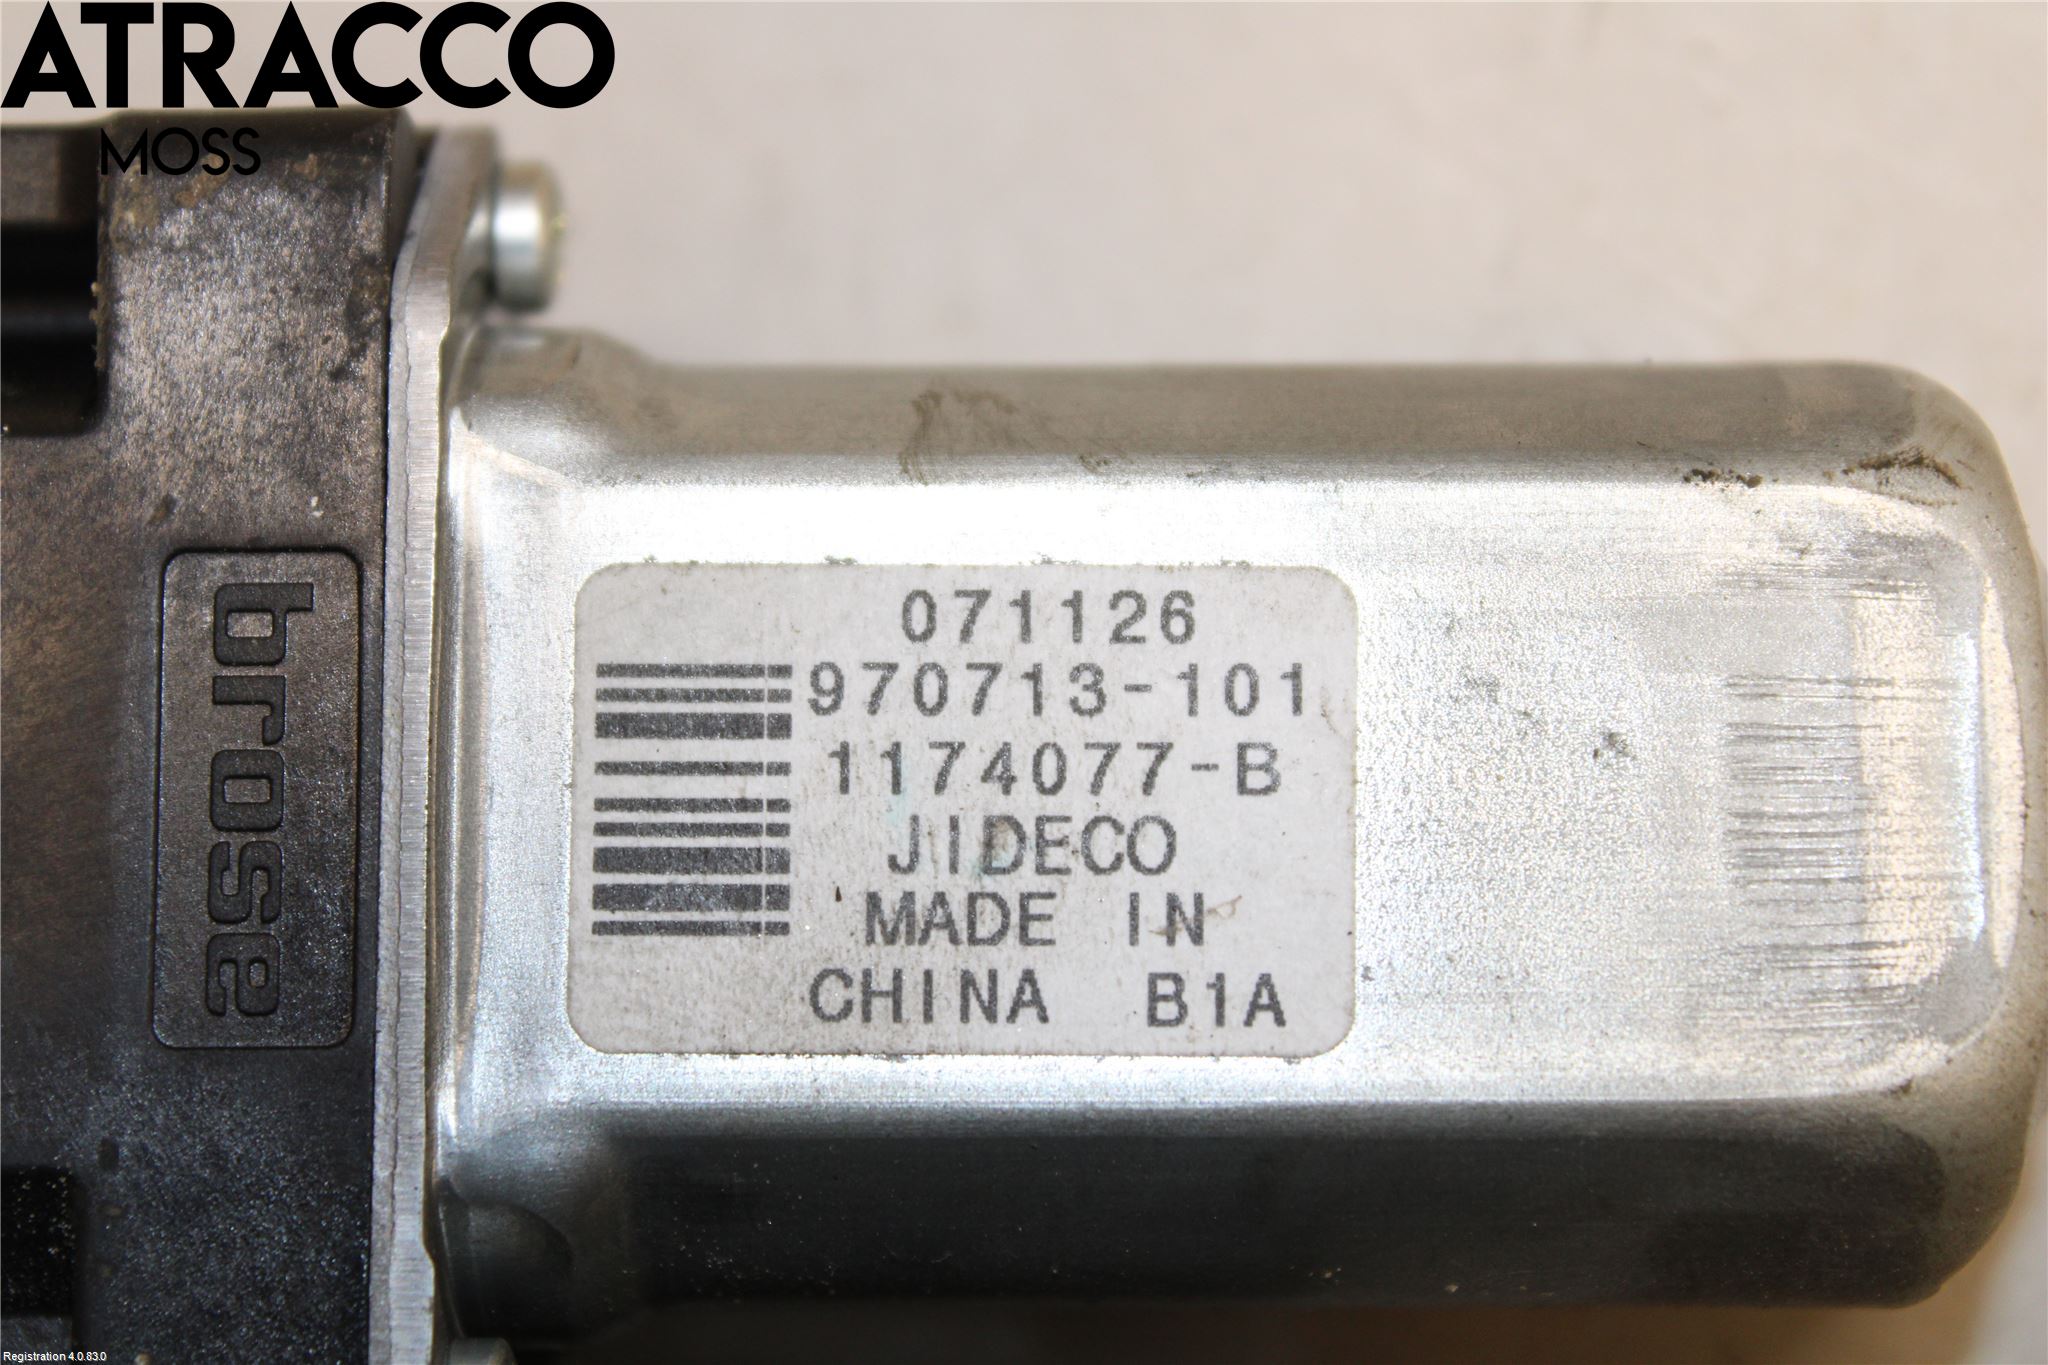 ATRACCO
MOSS
brose
071126
970713-101
1174077-B
JIDECO
MADE IN
CHINA B1A
Registration 4.0.83.0